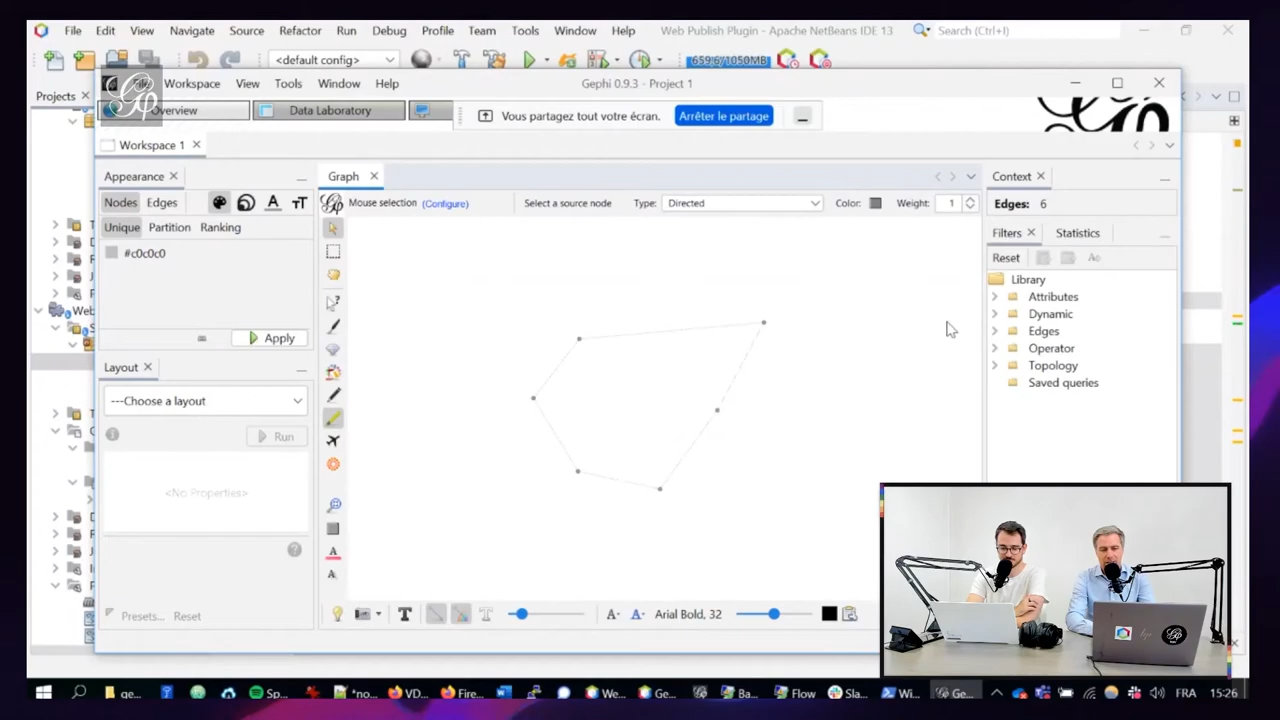 File Edit View Navigate Source Refactor Run Debug Profile Team Tools Window Help Web Publish Plugin - Apache NetBeans IDE 13 Search (Ctrl+I)
<default config> 659.6/1050MB
Projects
Workspace View Tools Window Help Gephi 0.9.3 - Project 1
Overview Data Laboratory
Vous partagez tout votre écran. Arrêter le partage
Workspace 1
Appearance Graph Context
Nodes Edges Mouse selection (Configure) Select a source node Type: Directed Color: Weight: 1 Edges: 6
Unique Partition Ranking Filters Statistics
#c0c0c0 Reset
Library
Attributes
Dynamic
Edges
Operator
Topology
Saved queries
Apply
Layout
---Choose a layout
Run
<No Properties>
Presets... Reset
Arial Bold, 32
FRA 15:26